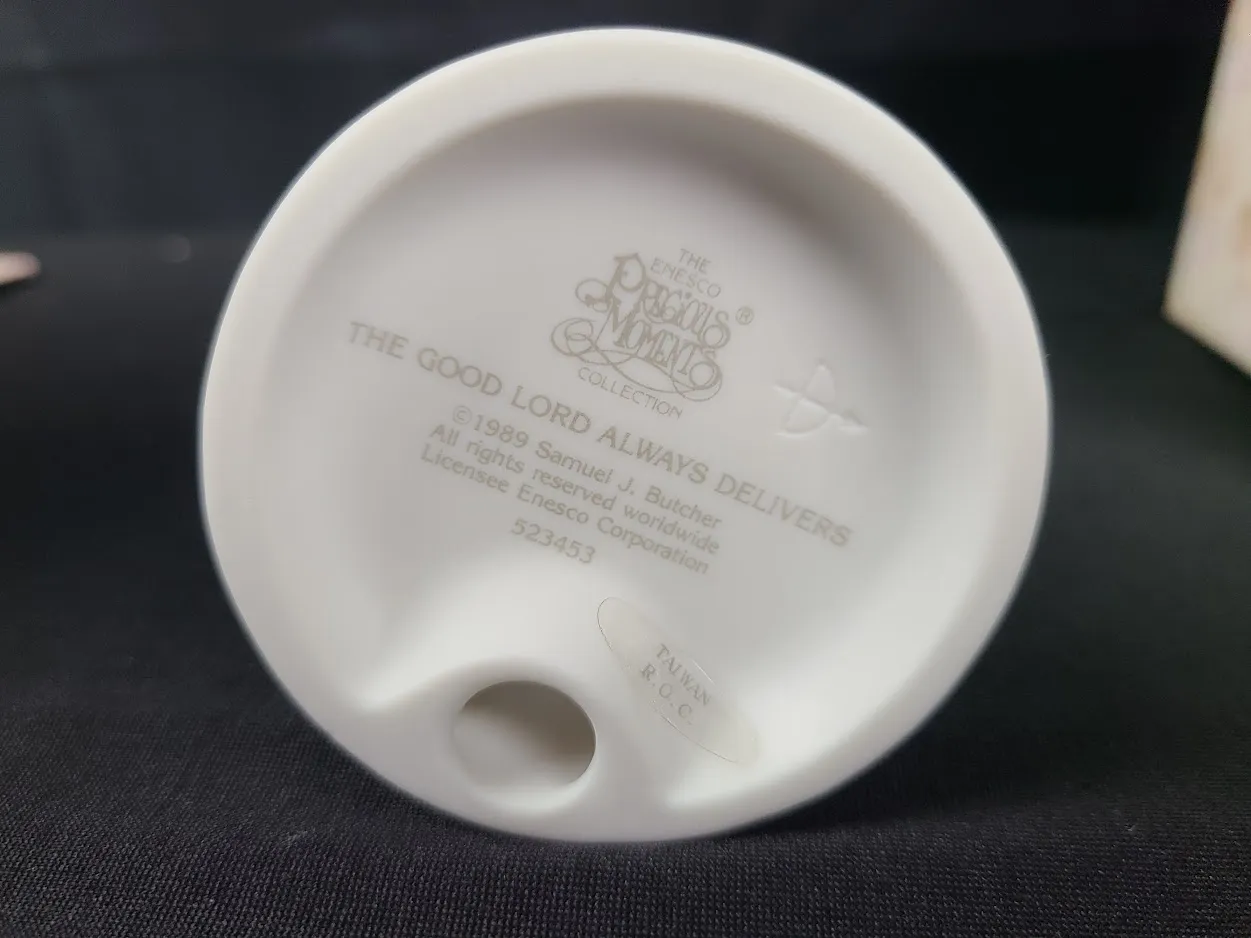 THE
ENESCO
PRECIOUS
MOMENTS®
COLLECTION
THE GOOD LORD ALWAYS DELIVERS
©1989 Samuel J. Butcher
All rights reserved worldwide
Licensee Enesco Corporation
523453
TAIWAN
R.O.C.